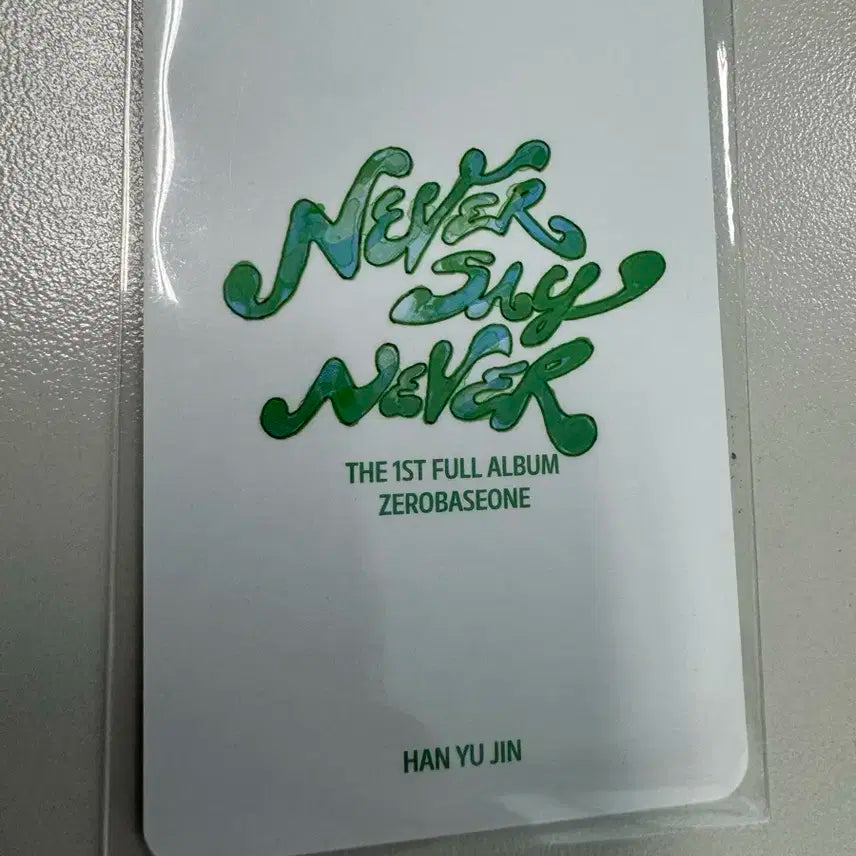 NEVER
SAY
NEVER
THE 1ST FULL ALBUM
ZEROBASEONE
HAN YU JIN